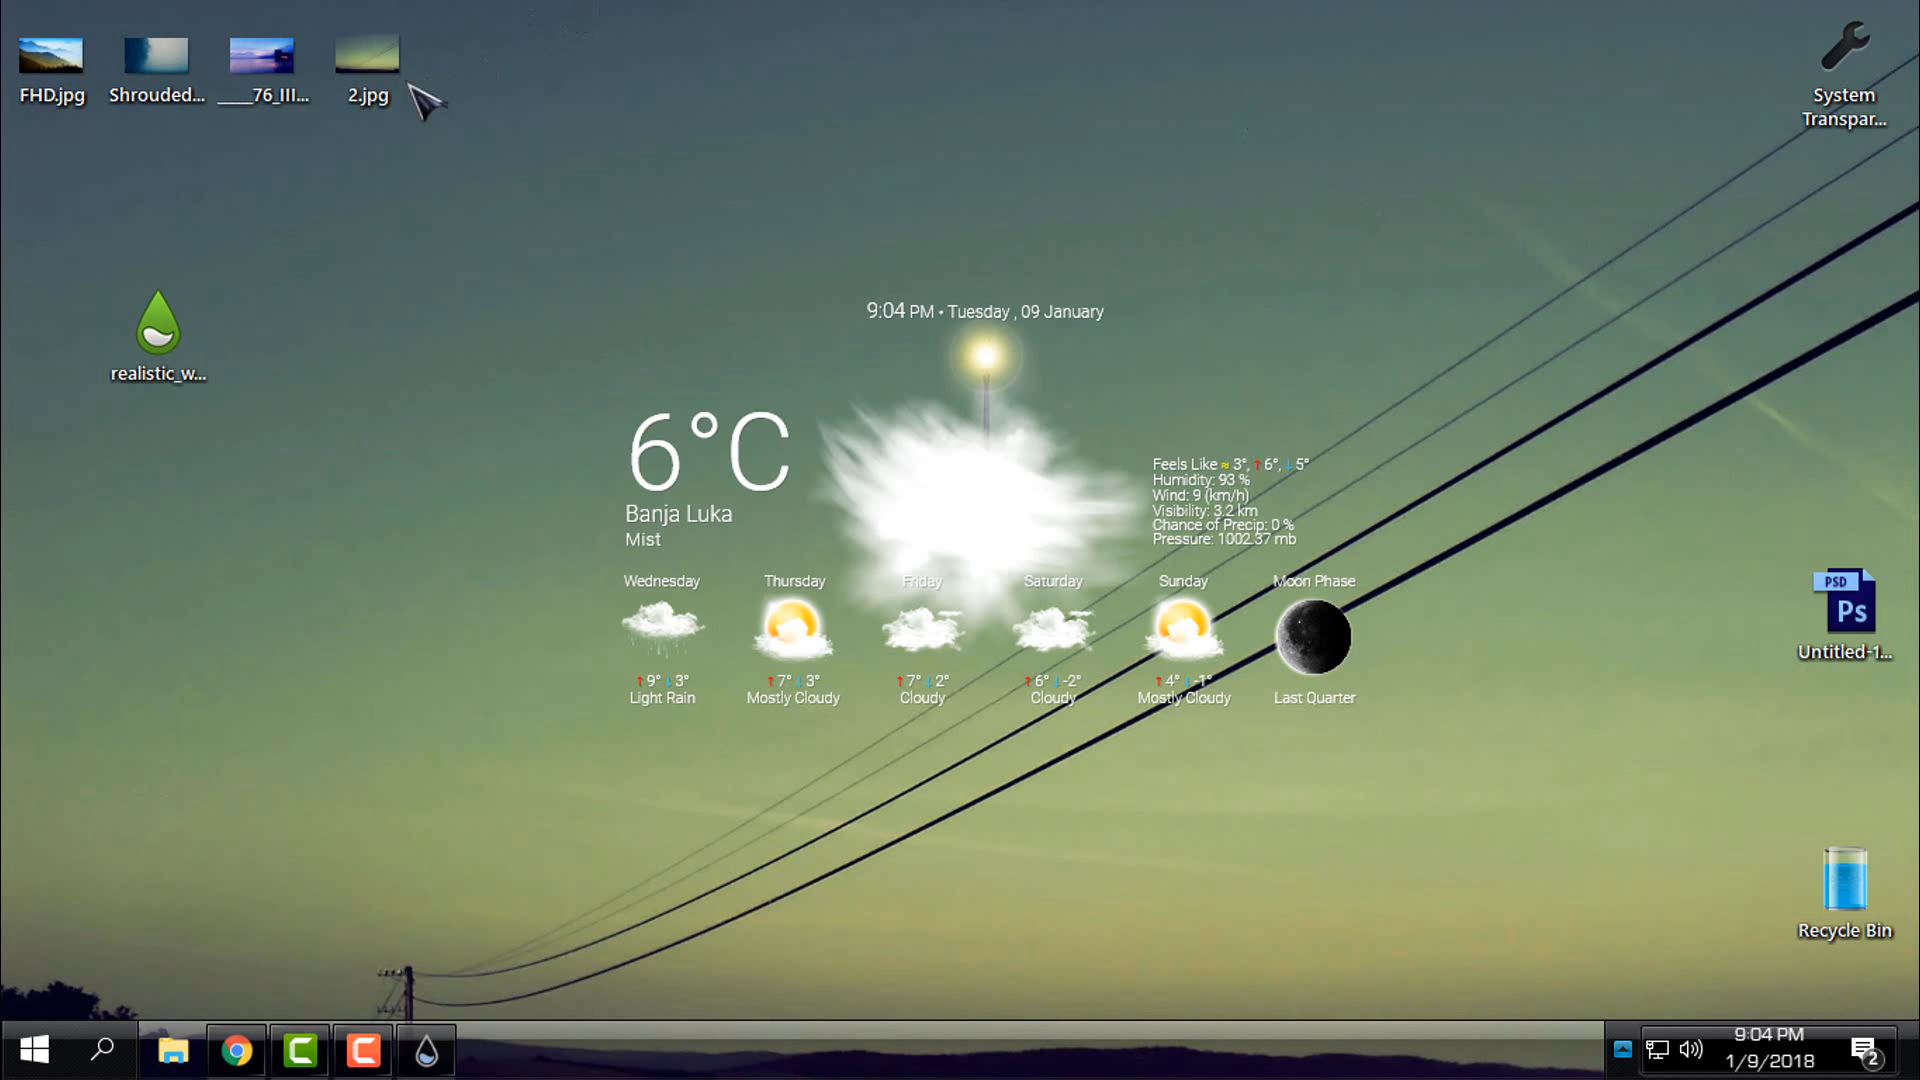 FHD.jpg
Shrouded...
____76_III...
2.jpg
System
Transpar...
realistic_w...
9:04 PM • Tuesday , 09 January
6°C
Banja Luka
Mist
Feels Like ≈ 3°, ↑ 6°, ↓ 5°
Humidity: 93 %
Wind: 9 (km/h)
Visibility: 3.2 km
Chance of Precip: 0 %
Pressure: 1002.37 mb
Wednesday
Thursday
Friday
Saturday
Sunday
Moon Phase
↑ 9° ↓ 3°
↑ 7° ↓ 3°
↑ 7° ↓ 2°
↑ 6° ↓ -2°
↑ 4° ↓ -1°
Light Rain
Mostly Cloudy
Cloudy
Cloudy
Mostly Cloudy
Last Quarter
PSD
Ps
Untitled-1...
Recycle Bin
9:04 PM
1/9/2018
2